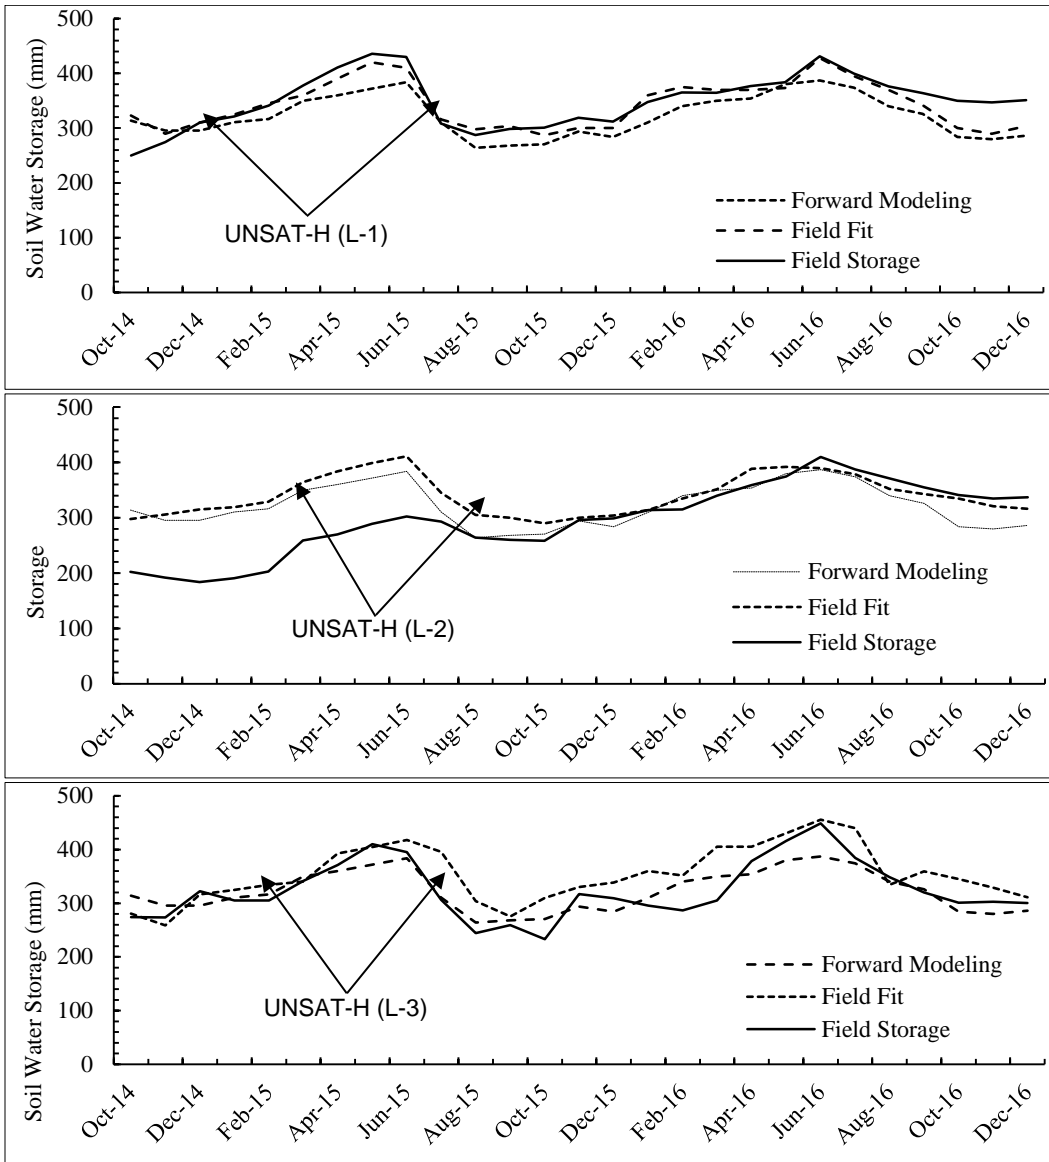 Soil Water Storage (mm)
500
400
300
200
100
0
UNSAT-H (L-1)
Forward Modeling
Field Fit
Field Storage
Oct-14
Dec-14
Feb-15
Apr-15
Jun-15
Aug-15
Oct-15
Dec-15
Feb-16
Apr-16
Jun-16
Aug-16
Oct-16
Dec-16
Storage
500
400
300
200
100
0
UNSAT-H (L-2)
Forward Modeling
Field Fit
Field Storage
Oct-14
Dec-14
Feb-15
Apr-15
Jun-15
Aug-15
Oct-15
Dec-15
Feb-16
Apr-16
Jun-16
Aug-16
Oct-16
Dec-16
Soil Water Storage (mm)
500
400
300
200
100
0
UNSAT-H (L-3)
Forward Modeling
Field Fit
Field Storage
Oct-14
Dec-14
Feb-15
Apr-15
Jun-15
Aug-15
Oct-15
Dec-15
Feb-16
Apr-16
Jun-16
Aug-16
Oct-16
Dec-16